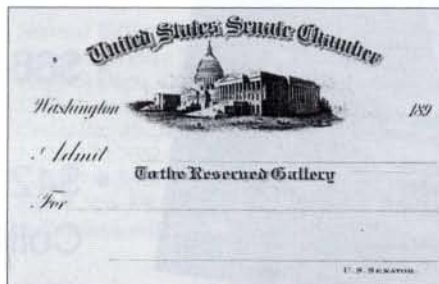 United States Senate Chamber
Washington 189
Admit
To the Reserved Gallery
For
U.S. SENATOR.